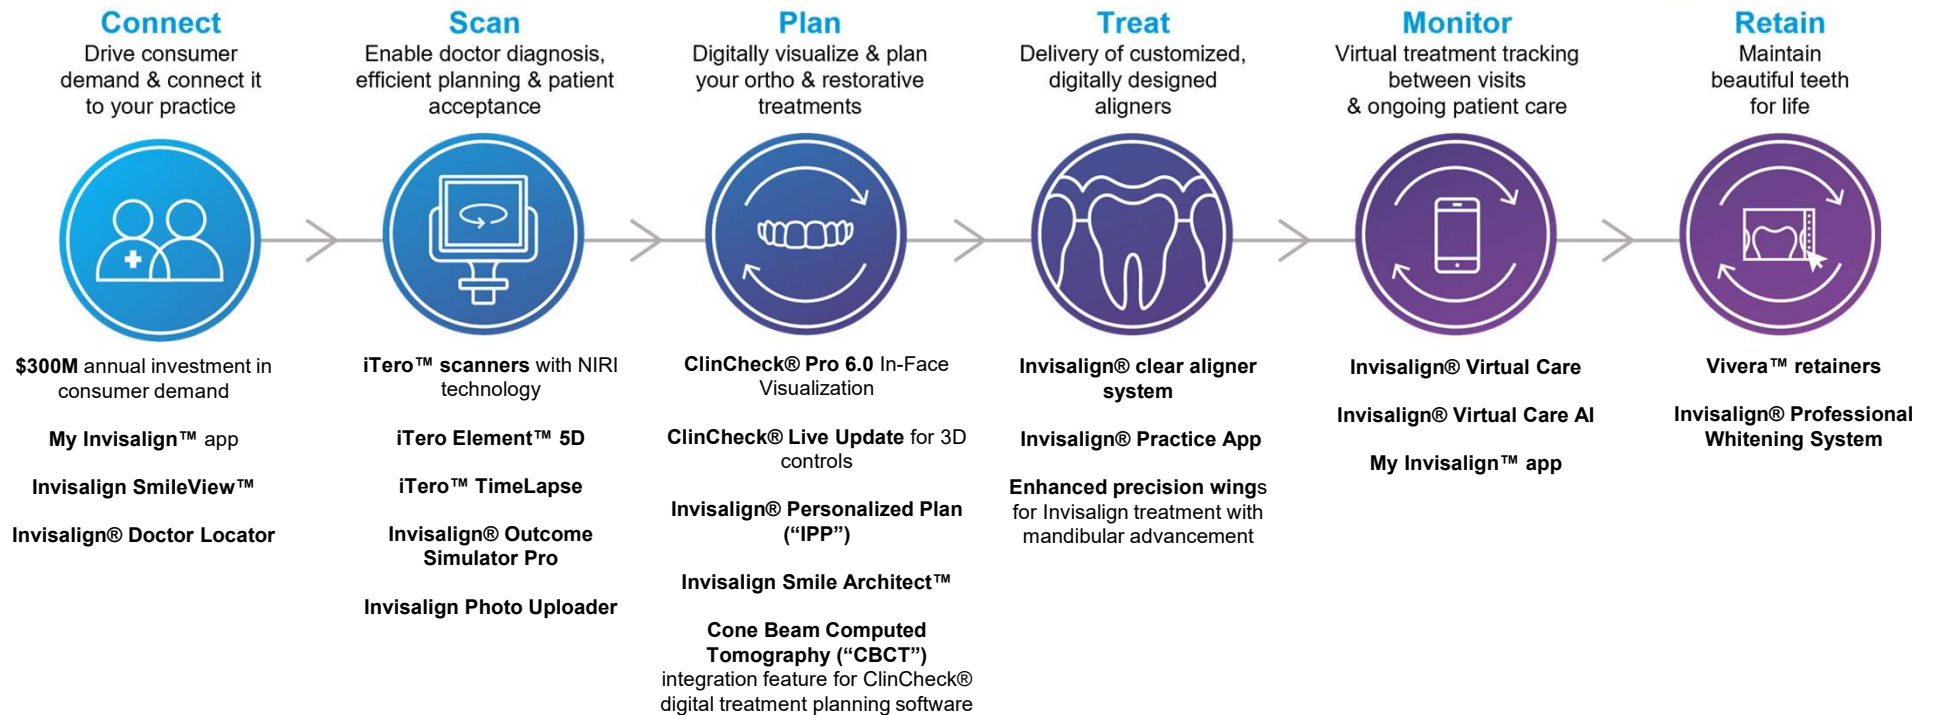 Connect
Drive consumer
demand & connect it
to your practice
$300M annual investment in
consumer demand
My Invisalign™ app
Invisalign SmileView™
Invisalign® Doctor Locator
Scan
Enable doctor diagnosis,
efficient planning & patient
acceptance
iTero™ scanners with NIRI
technology
iTero Element™ 5D
iTero™ TimeLapse
Invisalign® Outcome
Simulator Pro
Invisalign Photo Uploader
Plan
Digitally visualize & plan
your ortho & restorative
treatments
ClinCheck® Pro 6.0 In-Face
Visualization
ClinCheck® Live Update for 3D
controls
Invisalign® Personalized Plan
(“IPP”)
Invisalign Smile Architect™
Cone Beam Computed
Tomography (“CBCT”)
integration feature for ClinCheck®
digital treatment planning software
Treat
Delivery of customized,
digitally designed
aligners
Invisalign® clear aligner
system
Invisalign® Practice App
Enhanced precision wings
for Invisalign treatment with
mandibular advancement
Monitor
Virtual treatment tracking
between visits
& ongoing patient care
Invisalign® Virtual Care
Invisalign® Virtual Care AI
My Invisalign™ app
Retain
Maintain
beautiful teeth
for life
Vivera™ retainers
Invisalign® Professional
Whitening System